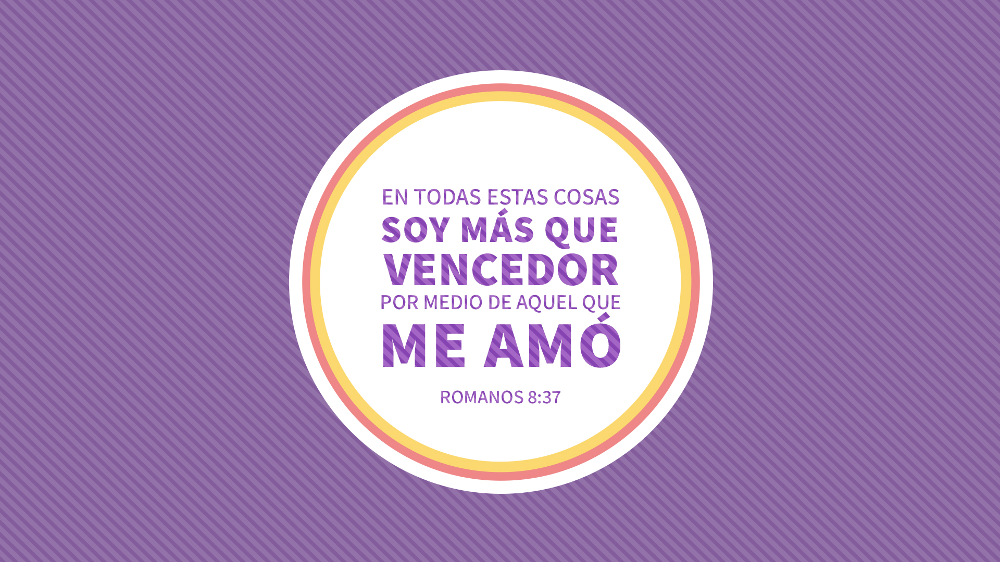 EN TODAS ESTAS COSAS
SOY MÁS QUE
VENCEDOR
POR MEDIO DE AQUEL QUE
ME AMÓ
ROMANOS 8:37